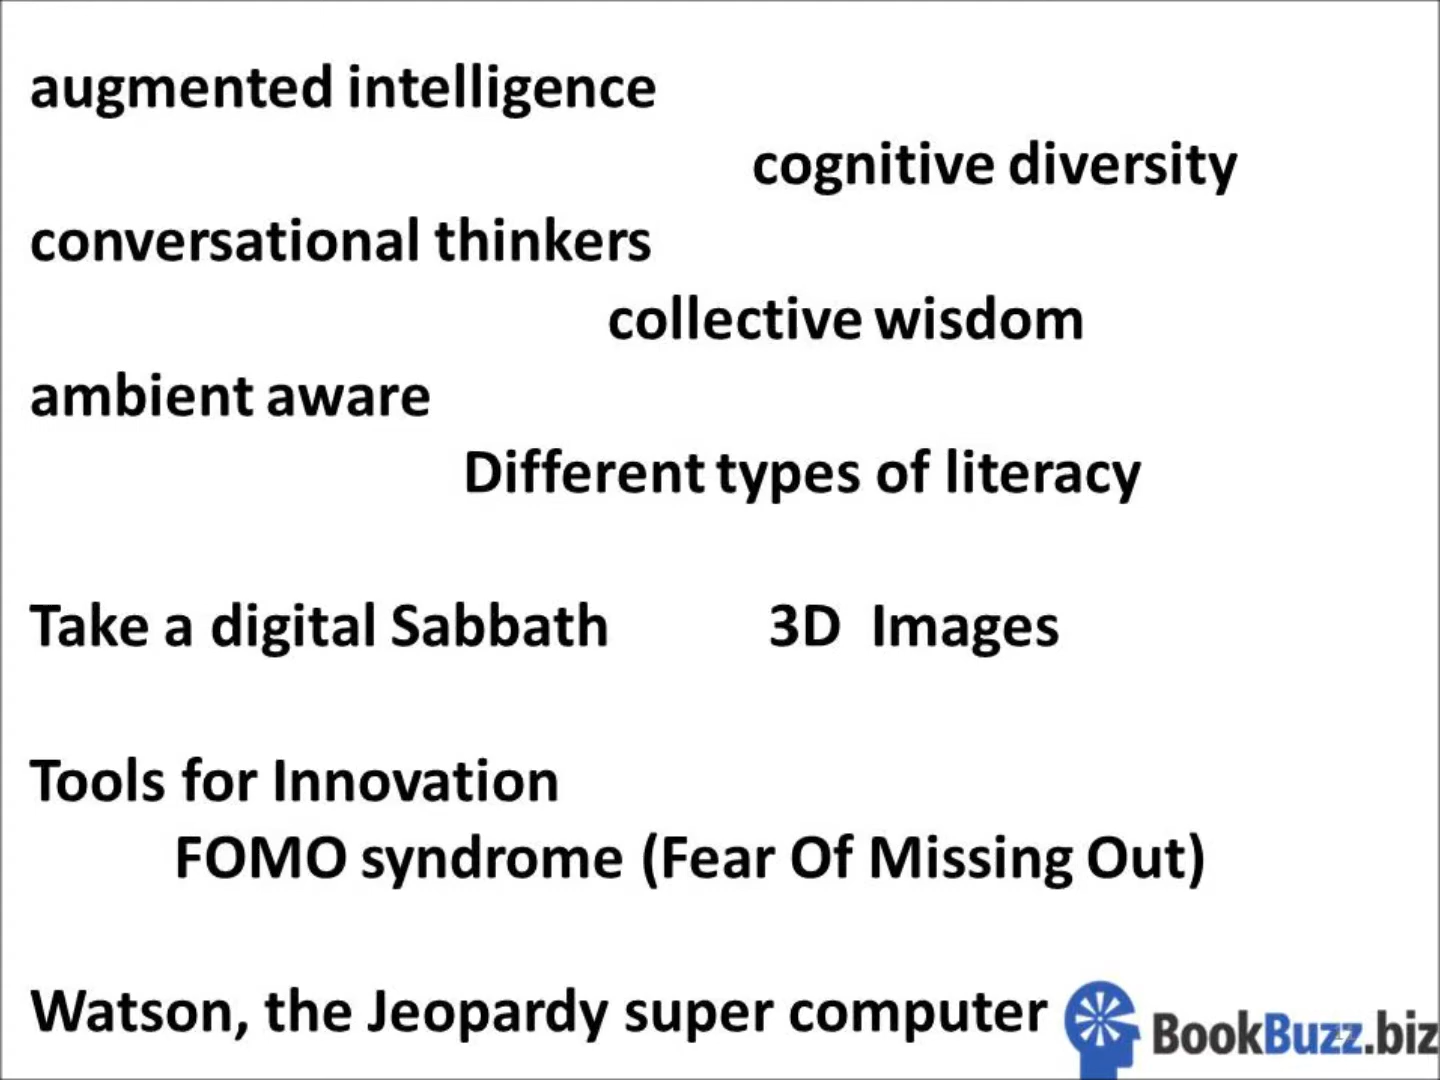 augmented intelligence
cognitive diversity
conversational thinkers
collective wisdom
ambient aware
Different types of literacy
Take a digital Sabbath 3D Images
Tools for Innovation
FOMO syndrome (Fear Of Missing Out)
Watson, the Jeopardy super computer
BookBuzz.biz